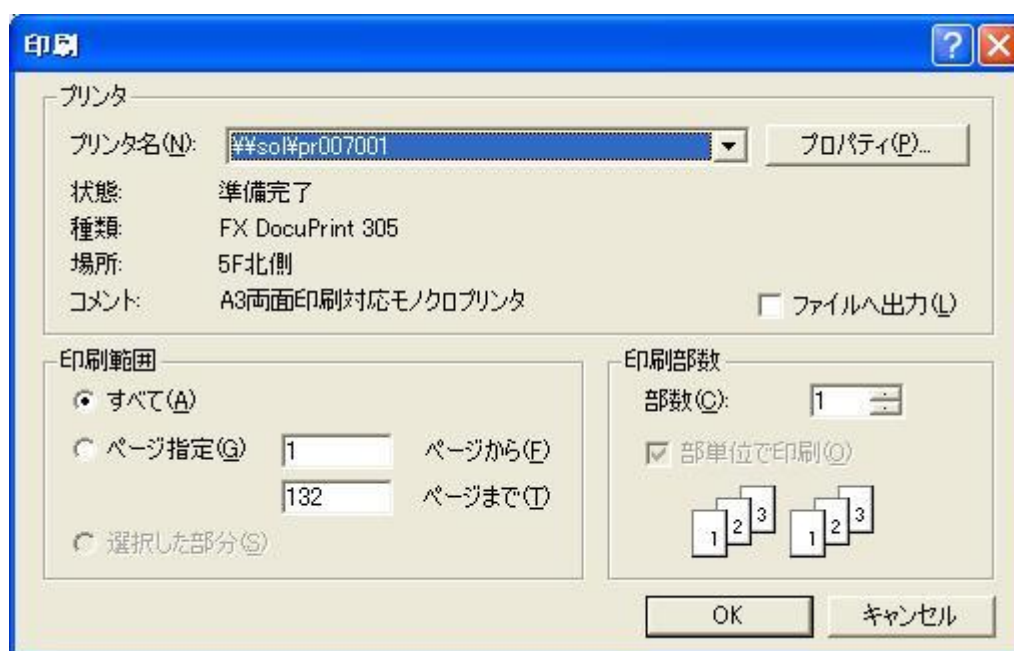 印刷
プリンタ
プリンタ名(N): ¥¥sol¥pr007001 プロパティ(P)...
状態: 準備完了
種類: FX DocuPrint 305
場所: 5F北側
コメント: A3両面印刷対応モノクロプリンタ ファイルへ出力(L)
印刷範囲
すべて(A)
ページ指定(G) 1 ページから(F)
132 ページまで(T)
選択した部分(S)
印刷部数
部数(C): 1
部単位で印刷(O)
1 2 3 1 2 3
OK キャンセル